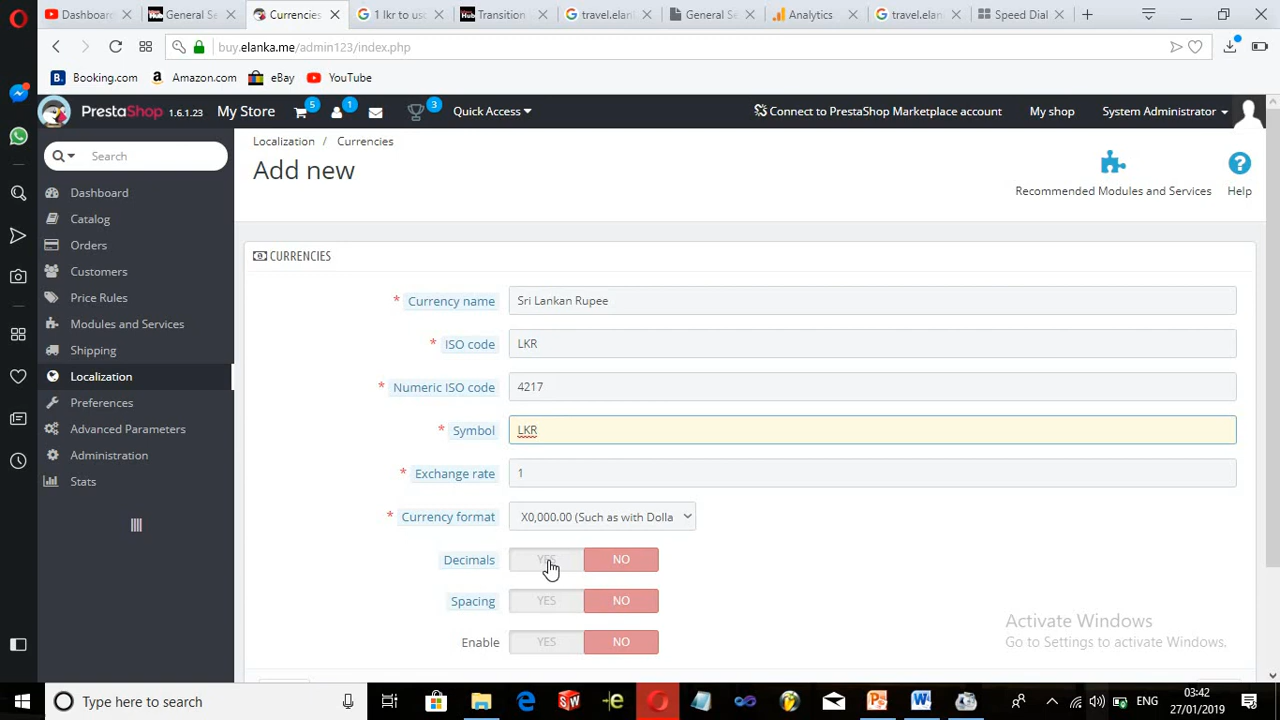 Dashboard
General Se
Currencies
1 lkr to usd
Transition
travel.elan
General Se
Analytics
travel.elan
Speed Dial
buy.elanka.me/admin123/index.php
Booking.com
Amazon.com
eBay
YouTube
PrestaShop 1.6.1.23 My Store 5 1 3 Quick Access
Connect to PrestaShop Marketplace account My shop System Administrator
Search
Dashboard
Catalog
Orders
Customers
Price Rules
Modules and Services
Shipping
Localization
Preferences
Advanced Parameters
Administration
Stats
Localization / Currencies
Add new
Recommended Modules and Services
Help
CURRENCIES
* Currency name Sri Lankan Rupee
* ISO code LKR
* Numeric ISO code 4217
* Symbol LKR
* Exchange rate 1
* Currency format X0,000.00 (Such as with Dolla
Decimals YES NO
Spacing YES NO
Enable YES NO
Activate Windows
Go to Settings to activate Windows.
Type here to search
ENG
03:42
27/01/2019